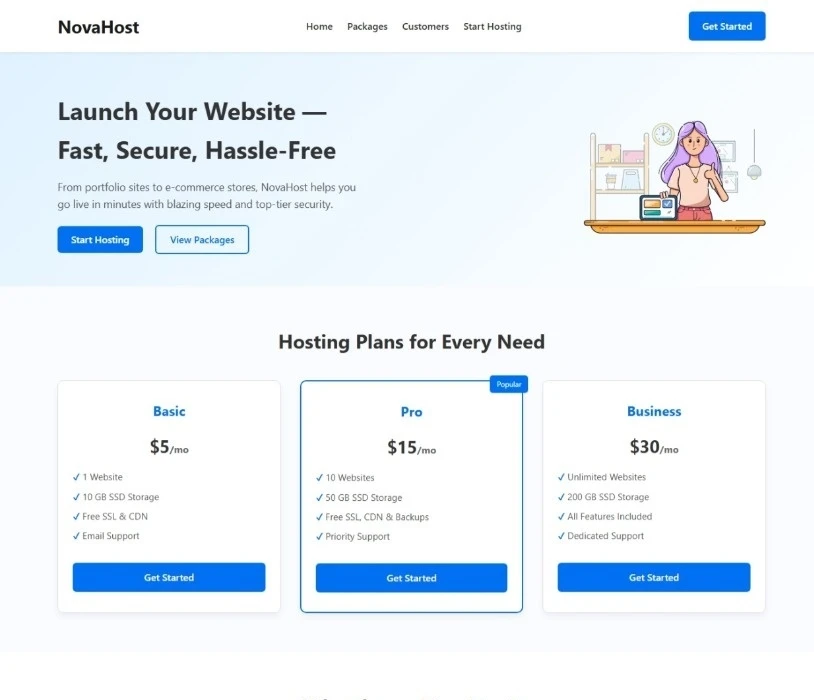 NovaHost
Home
Packages
Customers
Start Hosting
Get Started
Launch Your Website —
Fast, Secure, Hassle-Free
From portfolio sites to e-commerce stores, NovaHost helps you
go live in minutes with blazing speed and top-tier security.
Start Hosting
View Packages
Hosting Plans for Every Need
Basic
$5/mo
✓ 1 Website
✓ 10 GB SSD Storage
✓ Free SSL & CDN
✓ Email Support
Get Started
Popular
Pro
$15/mo
✓ 10 Websites
✓ 50 GB SSD Storage
✓ Free SSL, CDN & Backups
✓ Priority Support
Get Started
Business
$30/mo
✓ Unlimited Websites
✓ 200 GB SSD Storage
✓ All Features Included
✓ Dedicated Support
Get Started